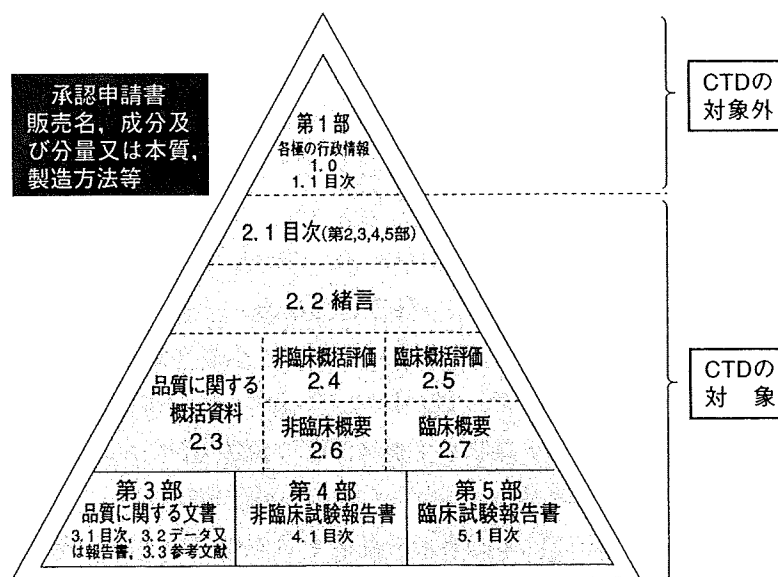 承認申請書
販売名，成分及
び分量又は本質，
製造方法等
第1部
各極の行政情報
1.0
1.1 目次
CTDの
対象外
2.1 目次(第2,3,4,5部)
2.2 緒言
品質に関する
概括資料
2.3
非臨床概括評価
2.4
臨床概括評価
2.5
非臨床概要
2.6
臨床概要
2.7
CTDの
対　象
第3部
品質に関する文書
3.1 目次，3.2 データ又
は報告書，3.3 参考文献
第4部
非臨床試験報告書
4.1 目次
第5部
臨床試験報告書
5.1 目次